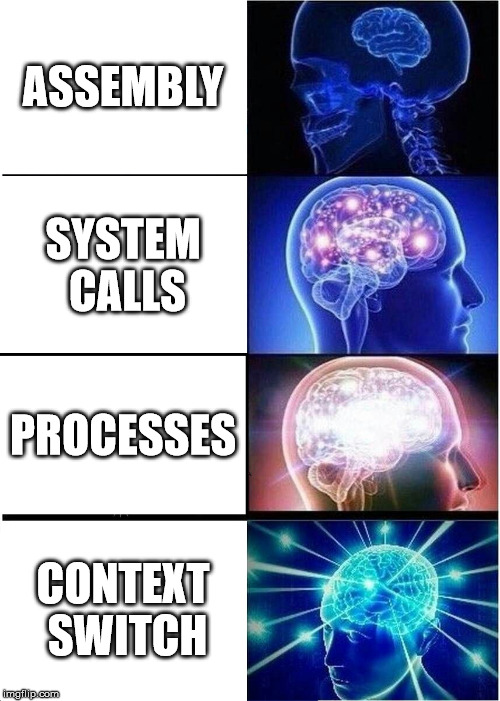 ASSEMBLY
SYSTEM
CALLS
PROCESSES
CONTEXT
SWITCH
imgflip.com